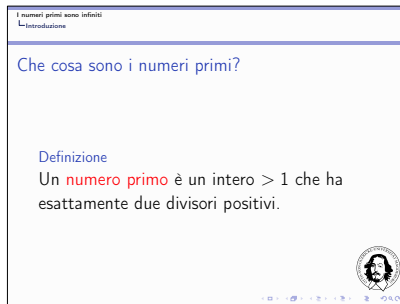 I numeri primi sono infiniti
Introduzione
Che cosa sono i numeri primi?
Definizione
Un numero primo è un intero > 1 che ha
esattamente due divisori positivi.